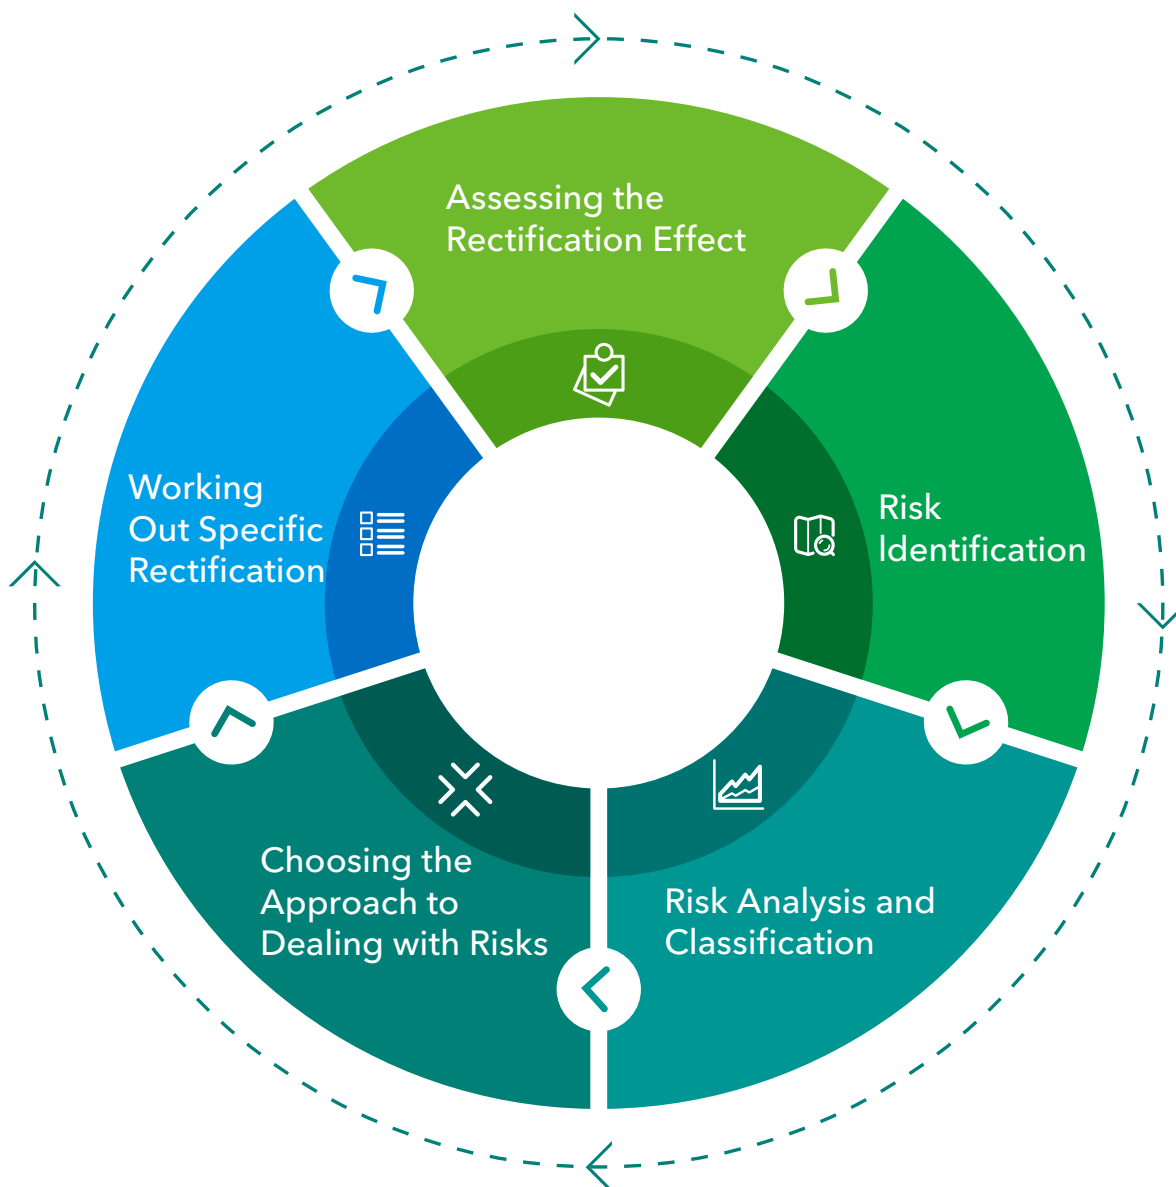 Assessing the
Rectification Effect
Risk
Identification
Risk Analysis and
Classification
Choosing the
Approach to
Dealing with Risks
Working
Out Specific
Rectification